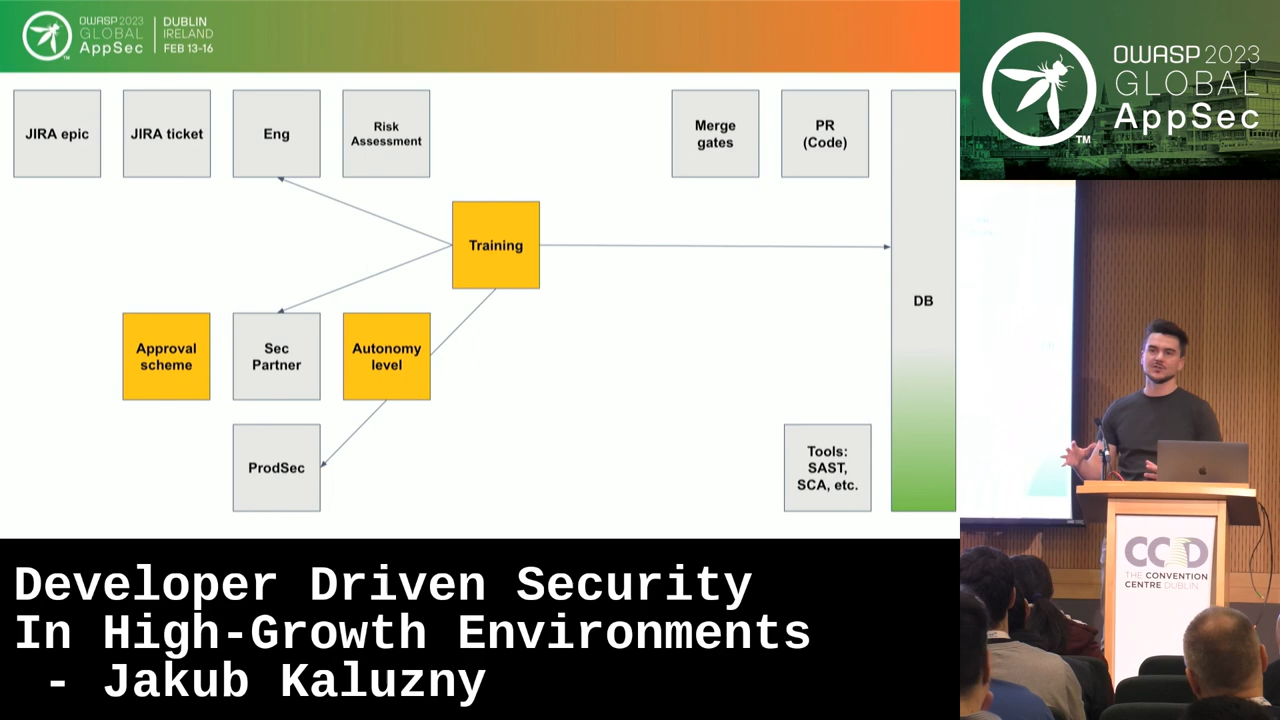 OWASP 2023
GLOBAL
AppSec
TM
DUBLIN
IRELAND
FEB 13-16
JIRA epic
JIRA ticket
Eng
Risk
Assessment
Merge
gates
PR
(Code)
Training
DB
Approval
scheme
Sec
Partner
Autonomy
level
ProdSec
Tools:
SAST,
SCA, etc.
Developer Driven Security
In High-Growth Environments
- Jakub Kaluzny
OWASP 2023
GLOBAL
AppSec
TM
CCD
THE CONVENTION
CENTRE DUBLIN